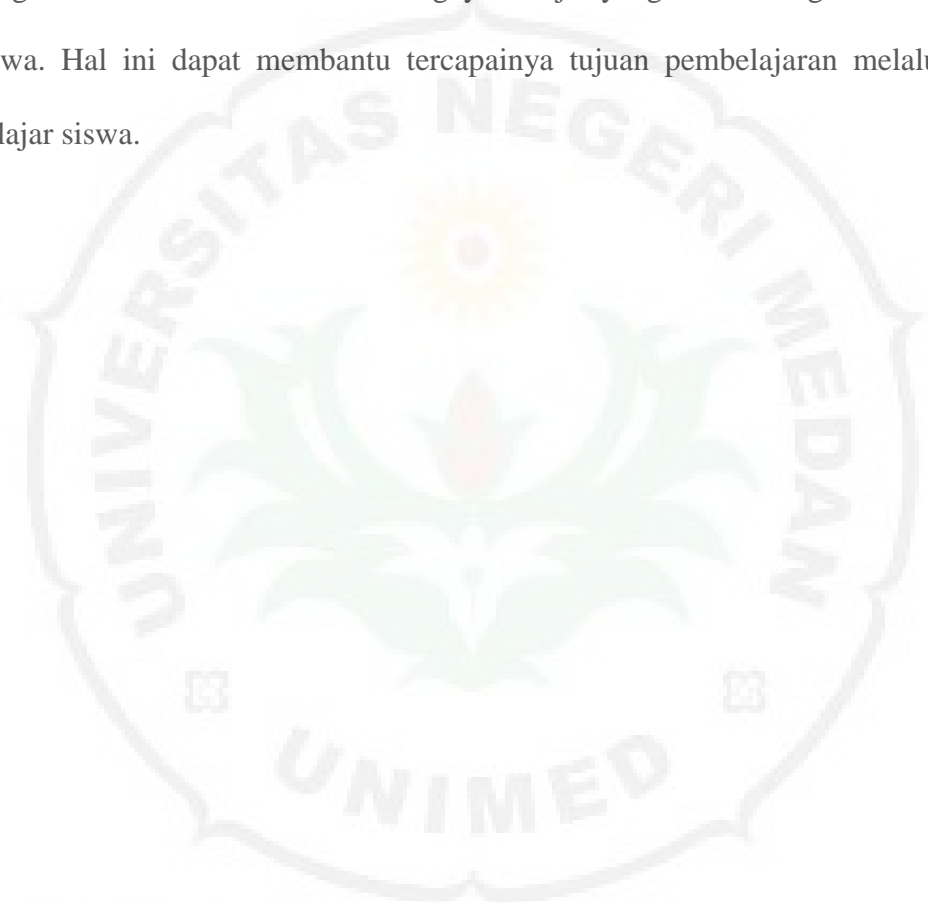 wa. Hal ini dapat membantu tercapainya tujuan pembelajaran melalu
lajar siswa.
UNIVERSITAS NEGERI MEDAN
UNIMED